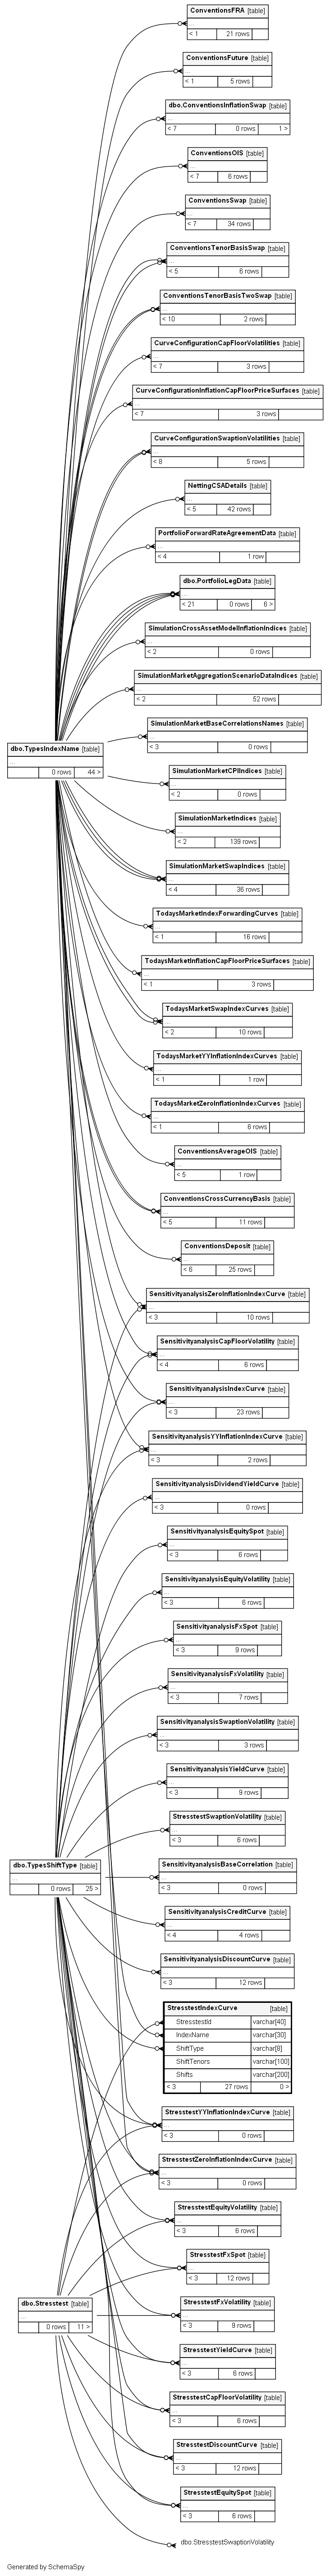 ConventionsFRA [table]
...
< 1 21 rows
ConventionsFuture [table]
...
< 1 5 rows
dbo.ConventionsInflationSwap [table]
...
< 7 0 rows 1 >
ConventionsOIS [table]
...
< 7 6 rows
ConventionsSwap [table]
...
< 7 34 rows
ConventionsTenorBasisSwap [table]
...
< 5 6 rows
ConventionsTenorBasisTwoSwap [table]
...
< 10 2 rows
CurveConfigurationCapFloorVolatilities [table]
...
< 7 3 rows
CurveConfigurationInflationCapFloorPriceSurfaces [table]
...
< 7 3 rows
CurveConfigurationSwaptionVolatilities [table]
...
< 8 5 rows
NettingCSADetails [table]
...
< 5 42 rows
PortfolioForwardRateAgreementData [table]
...
< 4 1 row
dbo.PortfolioLegData [table]
...
< 21 0 rows 6 >
SimulationCrossAssetModelInflationIndices [table]
...
< 2 0 rows
SimulationMarketAggregationScenarioDataIndices [table]
...
< 2 52 rows
SimulationMarketBaseCorrelationsNames [table]
...
< 3 0 rows
dbo.TypesIndexName [table]
...
0 rows 44 >
SimulationMarketCPIIndices [table]
...
< 2 0 rows
SimulationMarketIndices [table]
...
< 2 139 rows
SimulationMarketSwapIndices [table]
...
< 4 36 rows
TodaysMarketIndexForwardingCurves [table]
...
< 1 16 rows
TodaysMarketInflationCapFloorPriceSurfaces [table]
...
< 1 3 rows
TodaysMarketSwapIndexCurves [table]
...
< 2 10 rows
TodaysMarketYYInflationIndexCurves [table]
...
< 1 1 row
TodaysMarketZeroInflationIndexCurves [table]
...
< 1 6 rows
ConventionsAverageOIS [table]
...
< 5 1 row
ConventionsCrossCurrencyBasis [table]
...
< 5 11 rows
ConventionsDeposit [table]
...
< 6 25 rows
SensitivityanalysisZeroInflationIndexCurve [table]
...
< 3 10 rows
SensitivityanalysisCapFloorVolatility [table]
...
< 4 6 rows
SensitivityanalysisIndexCurve [table]
...
< 3 23 rows
SensitivityanalysisYYInflationIndexCurve [table]
...
< 3 2 rows
SensitivityanalysisDividendYieldCurve [table]
...
< 3 0 rows
SensitivityanalysisEquitySpot [table]
...
< 3 6 rows
SensitivityanalysisEquityVolatility [table]
...
< 3 6 rows
SensitivityanalysisFxSpot [table]
...
< 3 9 rows
SensitivityanalysisFxVolatility [table]
...
< 3 7 rows
SensitivityanalysisSwaptionVolatility [table]
...
< 3 3 rows
SensitivityanalysisYieldCurve [table]
...
< 3 9 rows
StresstestSwaptionVolatility [table]
...
< 3 6 rows
dbo.TypesShiftType [table]
...
0 rows 25 >
SensitivityanalysisBaseCorrelation [table]
...
< 3 0 rows
SensitivityanalysisCreditCurve [table]
...
< 4 4 rows
SensitivityanalysisDiscountCurve [table]
...
< 3 12 rows
StresstestIndexCurve [table]
StresstestId varchar[40]
IndexName varchar[30]
ShiftType varchar[8]
ShiftTenors varchar[100]
Shifts varchar[200]
< 3 27 rows 0 >
StresstestYYInflationIndexCurve [table]
...
< 3 0 rows
StresstestZeroInflationIndexCurve [table]
...
< 3 0 rows
StresstestEquityVolatility [table]
...
< 3 6 rows
StresstestFxSpot [table]
...
< 3 12 rows
dbo.Stresstest [table]
...
0 rows 11 >
StresstestFxVolatility [table]
...
< 3 9 rows
StresstestYieldCurve [table]
...
< 3 6 rows
StresstestCapFloorVolatility [table]
...
< 3 6 rows
StresstestDiscountCurve [table]
...
< 3 12 rows
StresstestEquitySpot [table]
...
< 3 6 rows
dbo.StresstestSwaptionVolatility
Generated by SchemaSpy